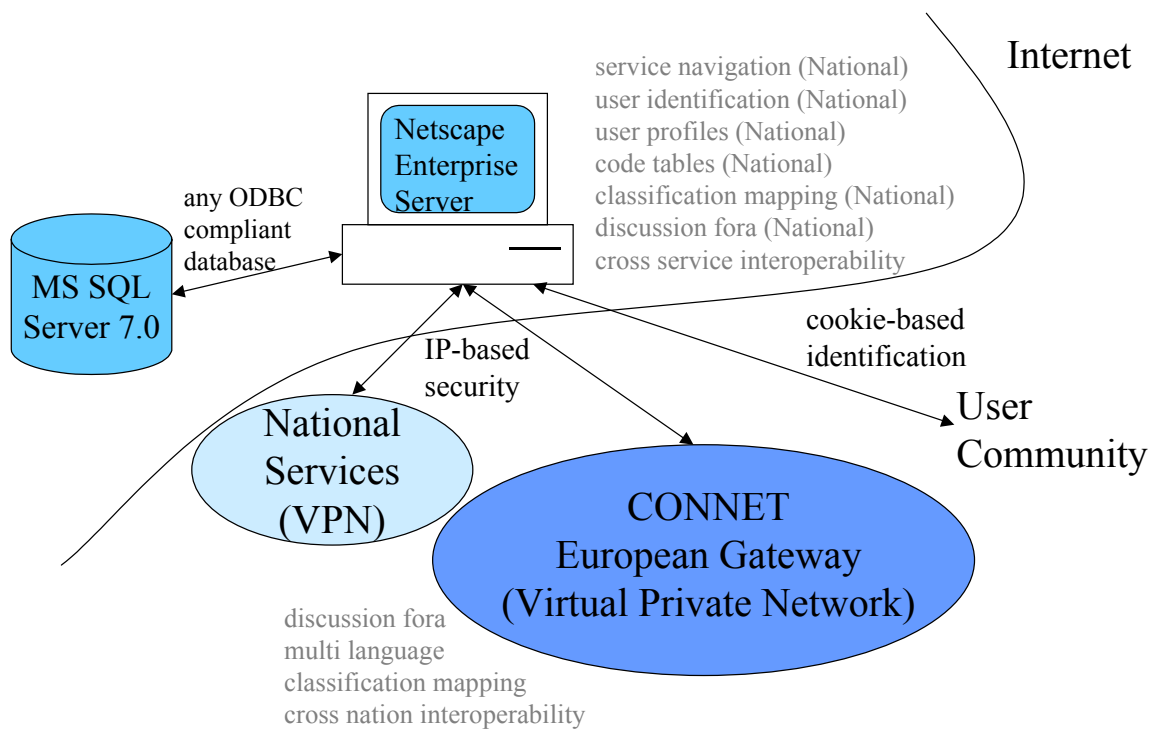 Internet
service navigation (National)
user identification (National)
user profiles (National)
code tables (National)
classification mapping (National)
discussion fora (National)
cross service interoperability
Netscape
Enterprise
Server
any ODBC
compliant
database
MS SQL
Server 7.0
cookie-based
identification
IP-based
security
User
Community
National
Services
(VPN)
CONNET
European Gateway
(Virtual Private Network)
discussion fora
multi language
classification mapping
cross nation interoperability